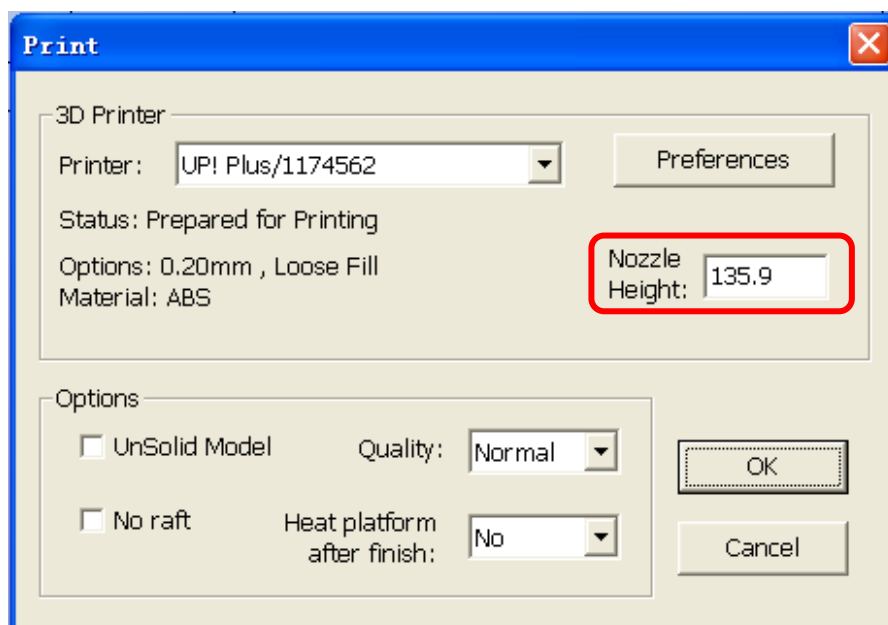 Print
3D Printer
Printer: UP! Plus/1174562
Preferences
Status: Prepared for Printing
Options: 0.20mm , Loose Fill
Material: ABS
Nozzle
Height: 135.9
Options
UnSolid Model
Quality: Normal
OK
No raft
Heat platform
after finish: No
Cancel